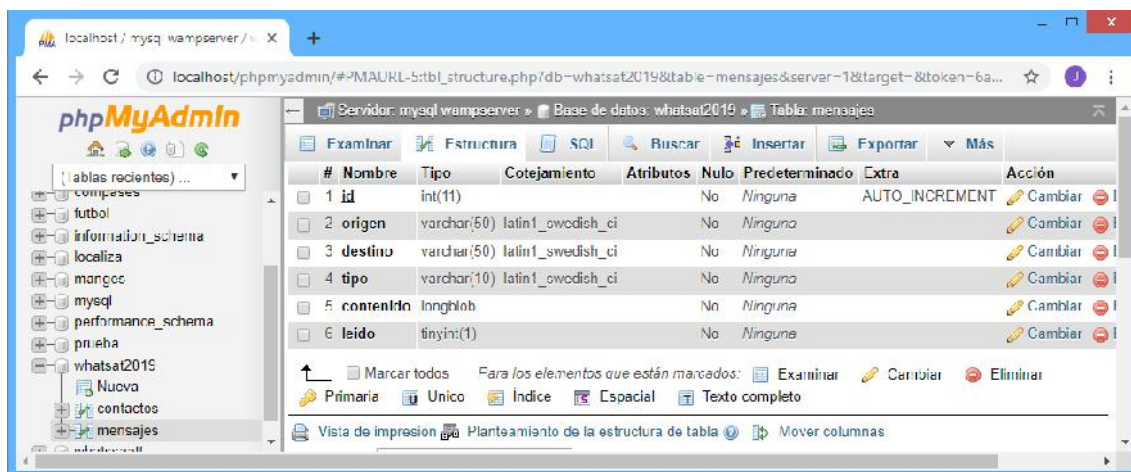 localhost / mysql wampserver / w
localhost/phpmyadmin/#PMAURL-5:tbl_structure.php?db=whatsat2019&table=mensajes&server=1&target=&token=6a...
J
phpMyAdmin
(Tablas recientes) ...
compases
futbol
information_schema
localiza
manges
mysql
performance_schema
prueba
whatsat2019
Nueva
contactos
mensajes
Servidor: mysql wampserver » Base de datos: whatsat2019 » Tabla: mensajes
Examinar Estructura SQL Buscar Insertar Exportar Más
# Nombre Tipo Cotejamiento Atributos Nulo Predeterminado Extra Acción
1 id int(11) No Ninguna AUTO_INCREMENT Cambiar
2 origen varchar(50) latin1_swedish_ci No Ninguna Cambiar
3 destino varchar(50) latin1_swedish_ci No Ninguna Cambiar
4 tipo varchar(10) latin1_swedish_ci No Ninguna Cambiar
5 contenido longblob No Ninguna Cambiar
6 leido tinyint(1) No Ninguna Cambiar
Marcar todos Para los elementos que están marcados: Examinar Cambiar Eliminar
Primaria Único Índice Espacial Texto completo
Vista de impresión Planteamiento de la estructura de tabla Mover columnas